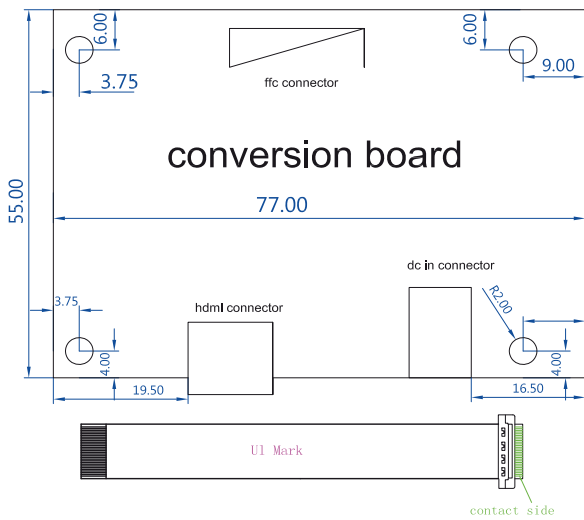 6.00
6.00
9.00
3.75
ffc connector
conversion board
55.00
77.00
dc in connector
3.75
hdml connector
R2.00
4.00
4.00
19.50
16.50
U1 Mark
contact side